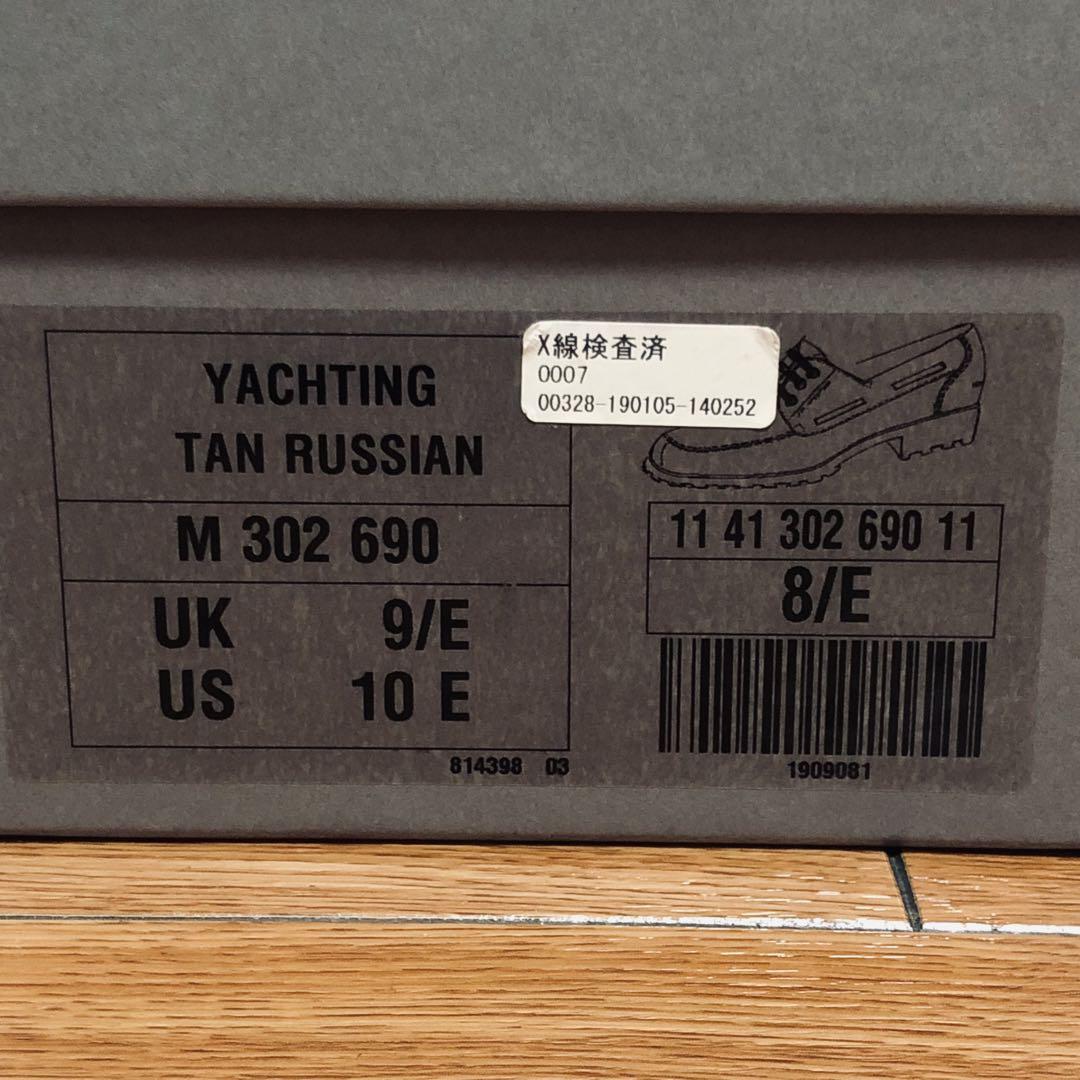 YACHTING
TAN RUSSIAN
M 302 690
UK 9/E
US 10 E
814398 03
X線検査済
0007
00328-190105-140252
11 41 302 690 11
8/E
1909081